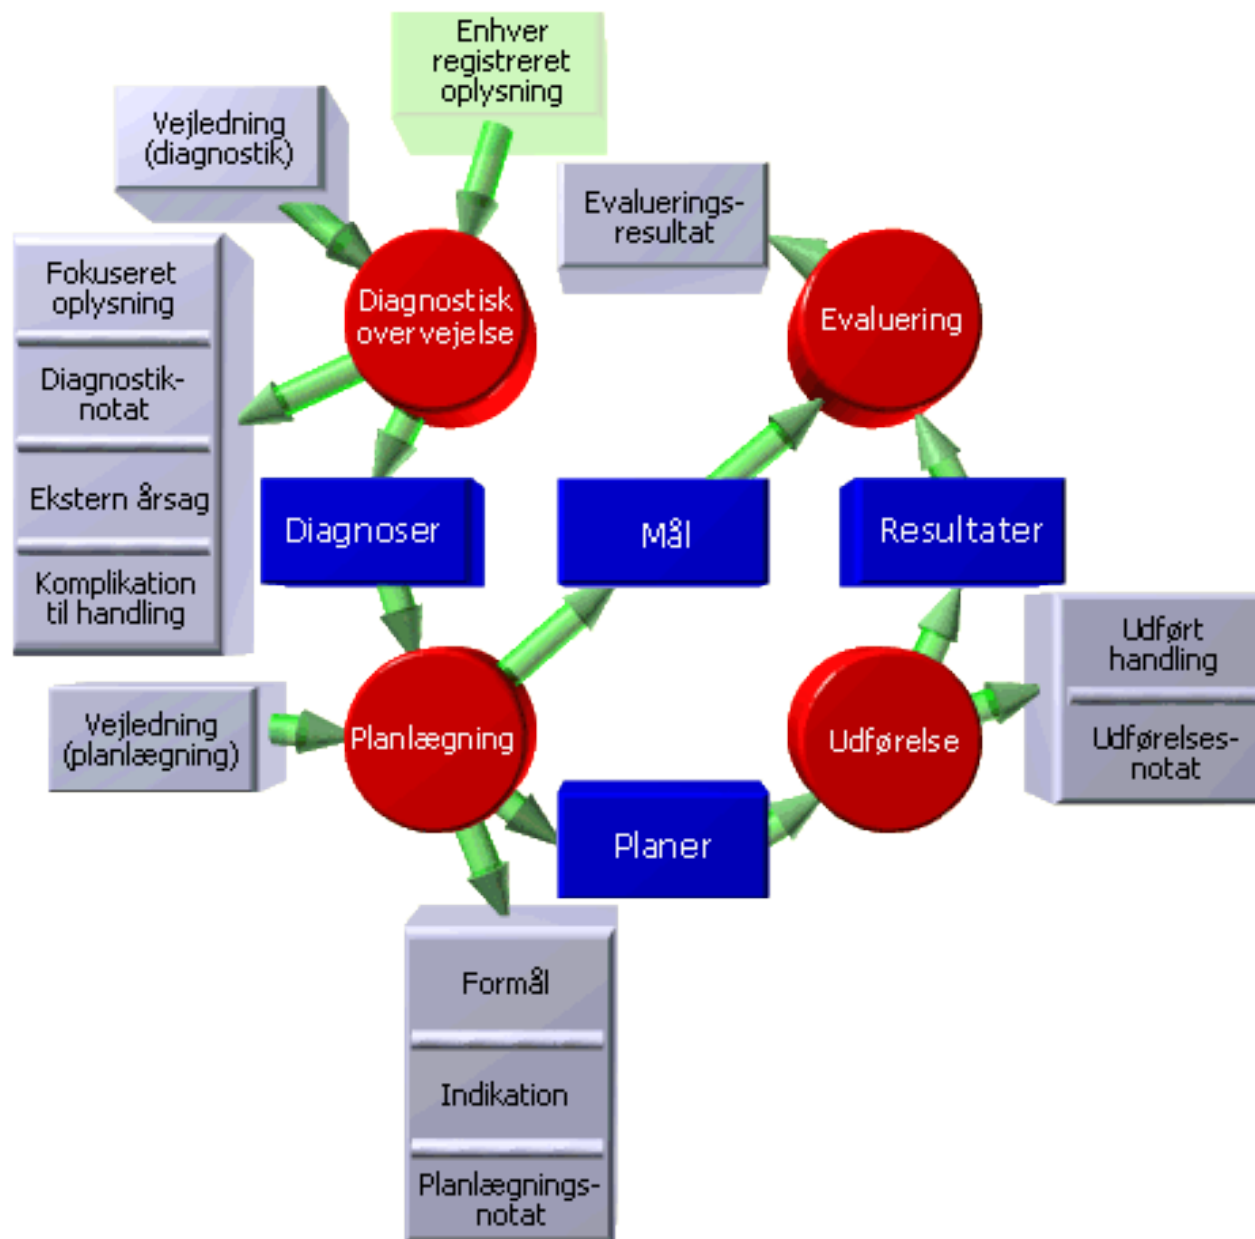 Enhver
registreret
oplysning
Vejledning
(diagnostik)
Evaluerings-
resultat
Fokuseret
oplysning
Diagnostik-
notat
Ekstern årsag
Komplikation
til handling
Diagnostisk
overvejelse
Evaluering
Diagnoser
Mål
Resultater
Udført
handling
Udførelses-
notat
Vejledning
(planlægning)
Planlægning
Udførelse
Planer
Formål
Indikation
Planlægnings-
notat